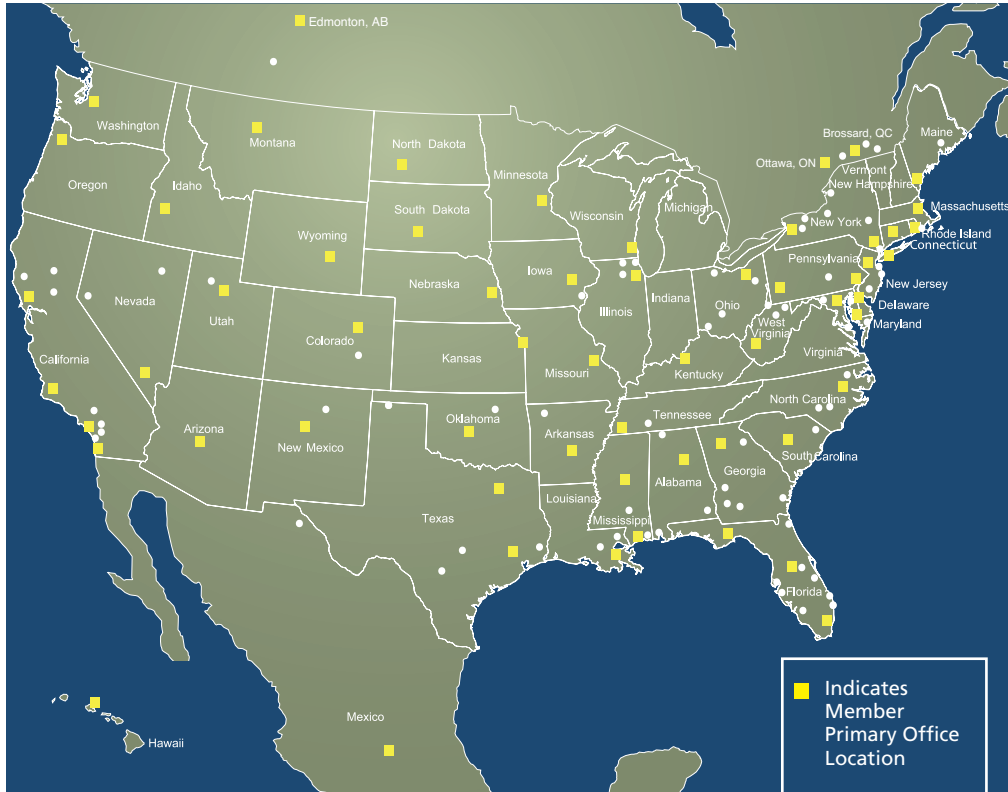 Edmonton, AB
Washington
Montana
North Dakota
Minnesota
Brossard, QC
Maine
Ottawa, ON
Vermont
New Hampshire
Oregon
Idaho
South Dakota
Wisconsin
Michigan
Massachusetts
New York
Rhode Island
Connecticut
Wyoming
Pennsylvania
Iowa
Nebraska
New Jersey
Nevada
Utah
Illinois
Indiana
Ohio
Delaware
West
Virginia
Maryland
Colorado
California
Kansas
Missouri
Kentucky
Virginia
North Carolina
Tennessee
Oklahoma
Arkansas
Arizona
New Mexico
South Carolina
Georgia
Alabama
Louisiana
Mississippi
Texas
Florida
Mexico
Hawaii
Indicates
Member
Primary Office
Location